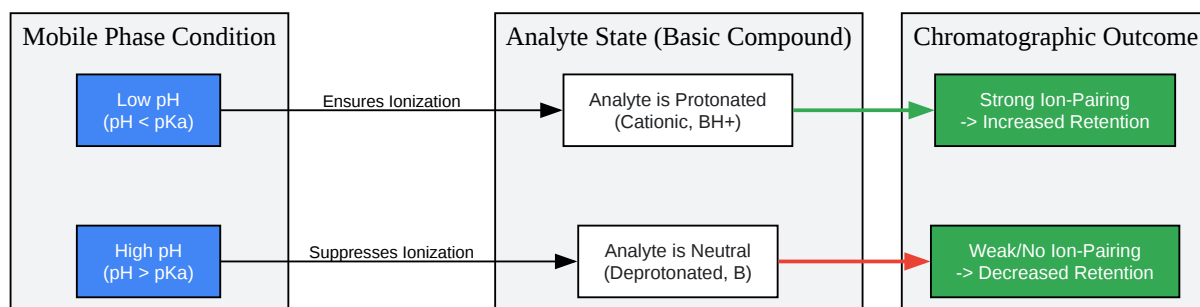 Mobile Phase Condition
Analyte State (Basic Compound)
Chromatographic Outcome
Low pH
(pH < pKa)
Ensures Ionization
Analyte is Protonated
(Cationic, BH+)
Strong Ion-Pairing
-> Increased Retention
High pH
(pH > pKa)
Suppresses Ionization
Analyte is Neutral
(Deprotonated, B)
Weak/No Ion-Pairing
-> Decreased Retention